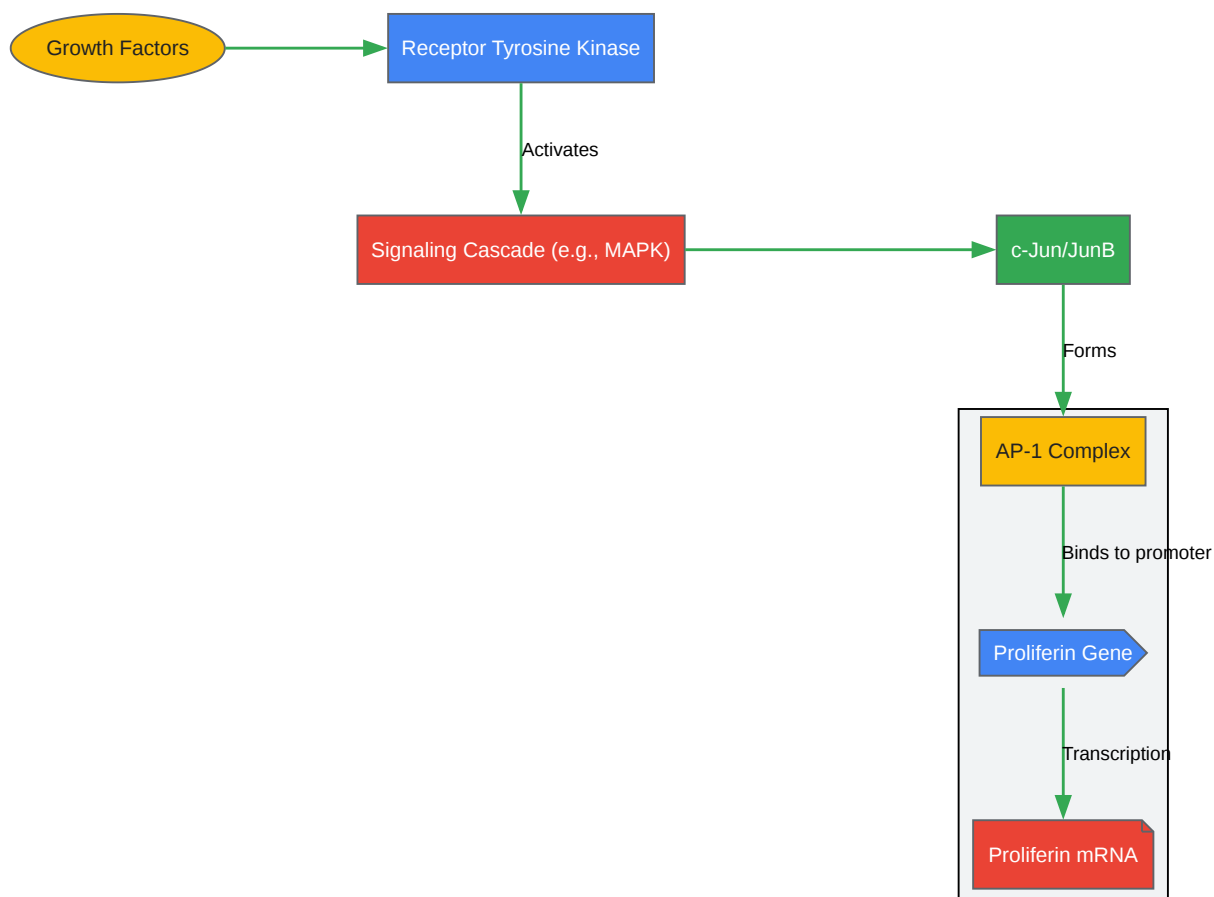 Growth Factors
Receptor Tyrosine Kinase
Activates
Signaling Cascade (e.g., MAPK)
c-Jun/JunB
Forms
AP-1 Complex
Binds to promoter
Proliferin Gene
Transcription
Proliferin mRNA